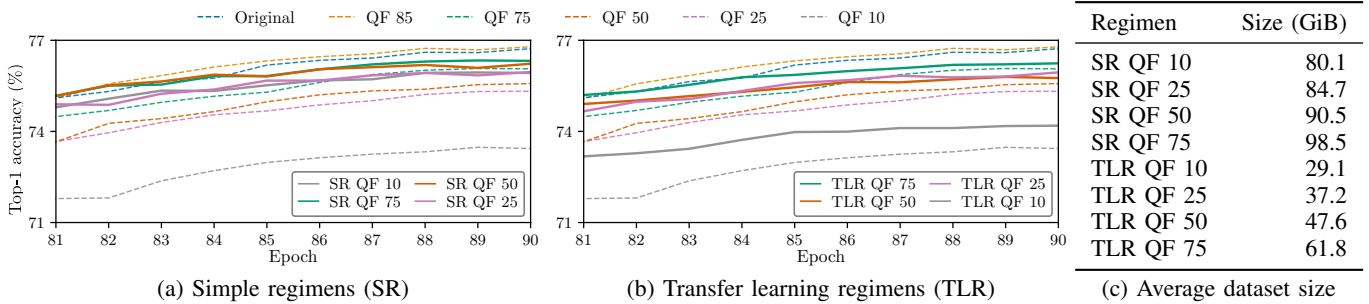 Original QF 85 QF 75 QF 50 QF 25 QF 10
77
74
71
Top-1 accuracy (%)
SR QF 10 SR QF 50
SR QF 75 SR QF 25
81 82 83 84 85 86 87 88 89 90
Epoch
(a) Simple regimens (SR)
77
74
71
TLR QF 75 TLR QF 25
TLR QF 50 TLR QF 10
81 82 83 84 85 86 87 88 89 90
Epoch
(b) Transfer learning regimens (TLR)
Regimen Size (GiB)
SR QF 10 80.1
SR QF 25 84.7
SR QF 50 90.5
SR QF 75 98.5
TLR QF 10 29.1
TLR QF 25 37.2
TLR QF 50 47.6
TLR QF 75 61.8
(c) Average dataset size